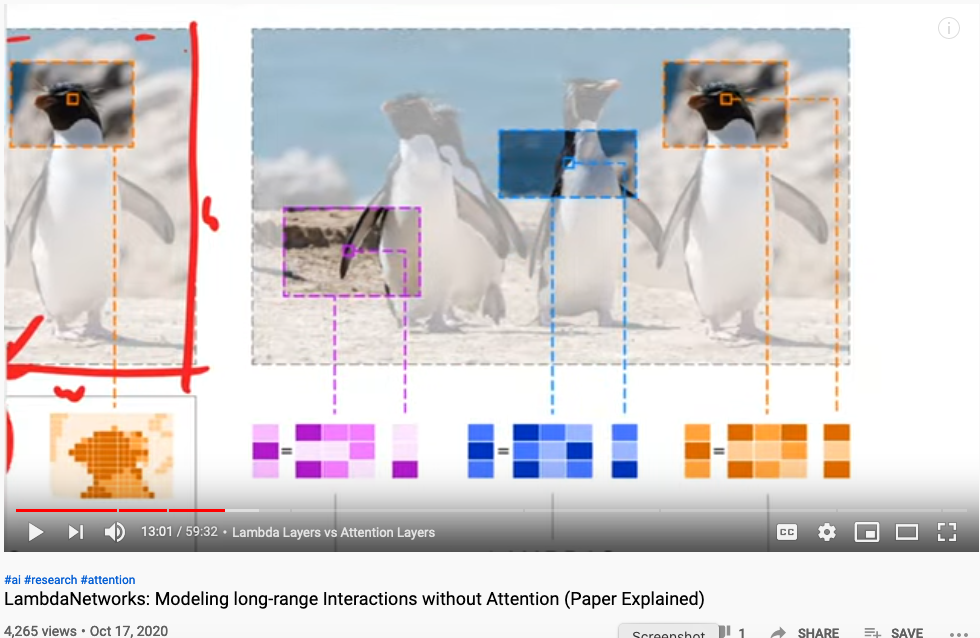 h
w
=
=
=
13:01 / 59:32 • Lambda Layers vs Attention Layers
CC
#ai #research #attention
LambdaNetworks: Modeling long-range Interactions without Attention (Paper Explained)
4,265 views • Oct 17, 2020
Screenshot
1
SHARE
SAVE